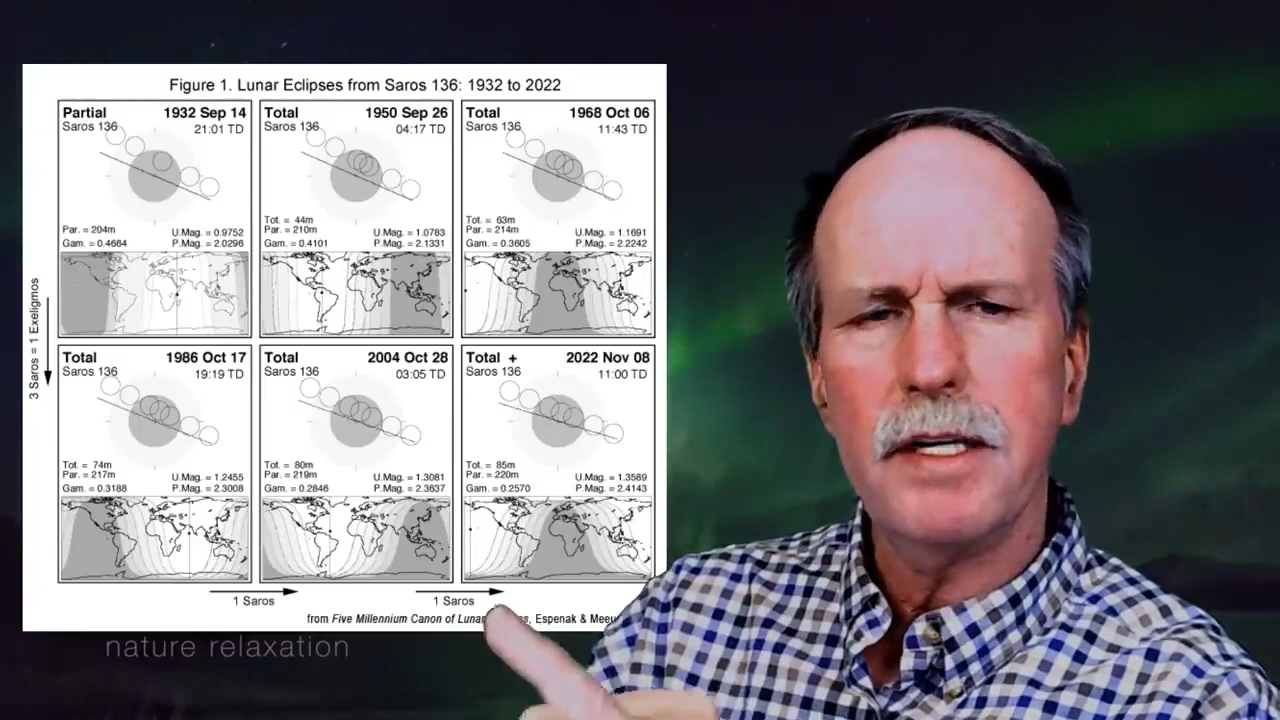 Figure 1. Lunar Eclipses from Saros 136: 1932 to 2022
Partial 1932 Sep 14
Saros 136 21:01 TD
Par. = 204m U.Mag. = 0.9752
Gam. = 0.4664 P.Mag. = 2.0296
Total 1950 Sep 26
Saros 136 04:17 TD
Tot. = 44m
Par. = 210m U.Mag. = 1.0783
Gam. = 0.4101 P.Mag. = 2.1331
Total 1968 Oct 06
Saros 136 11:43 TD
Tot. = 63m
Par. = 214m U.Mag. = 1.1691
Gam. = 0.3605 P.Mag. = 2.2242
3 Saros = 1 Exeligmos
Total 1986 Oct 17
Saros 136 19:19 TD
Tot. = 74m
Par. = 217m U.Mag. = 1.2455
Gam. = 0.3188 P.Mag. = 2.3008
Total 2004 Oct 28
Saros 136 03:05 TD
Tot. = 80m
Par. = 219m U.Mag. = 1.3081
Gam. = 0.2846 P.Mag. = 2.3637
Total + 2022 Nov 08
Saros 136 11:00 TD
Tot. = 85m
Par. = 220m U.Mag. = 1.3589
Gam. = 0.2570 P.Mag. = 2.4143
1 Saros 1 Saros
from Five Millennium Canon of Lunar Espenak &
nature relaxation